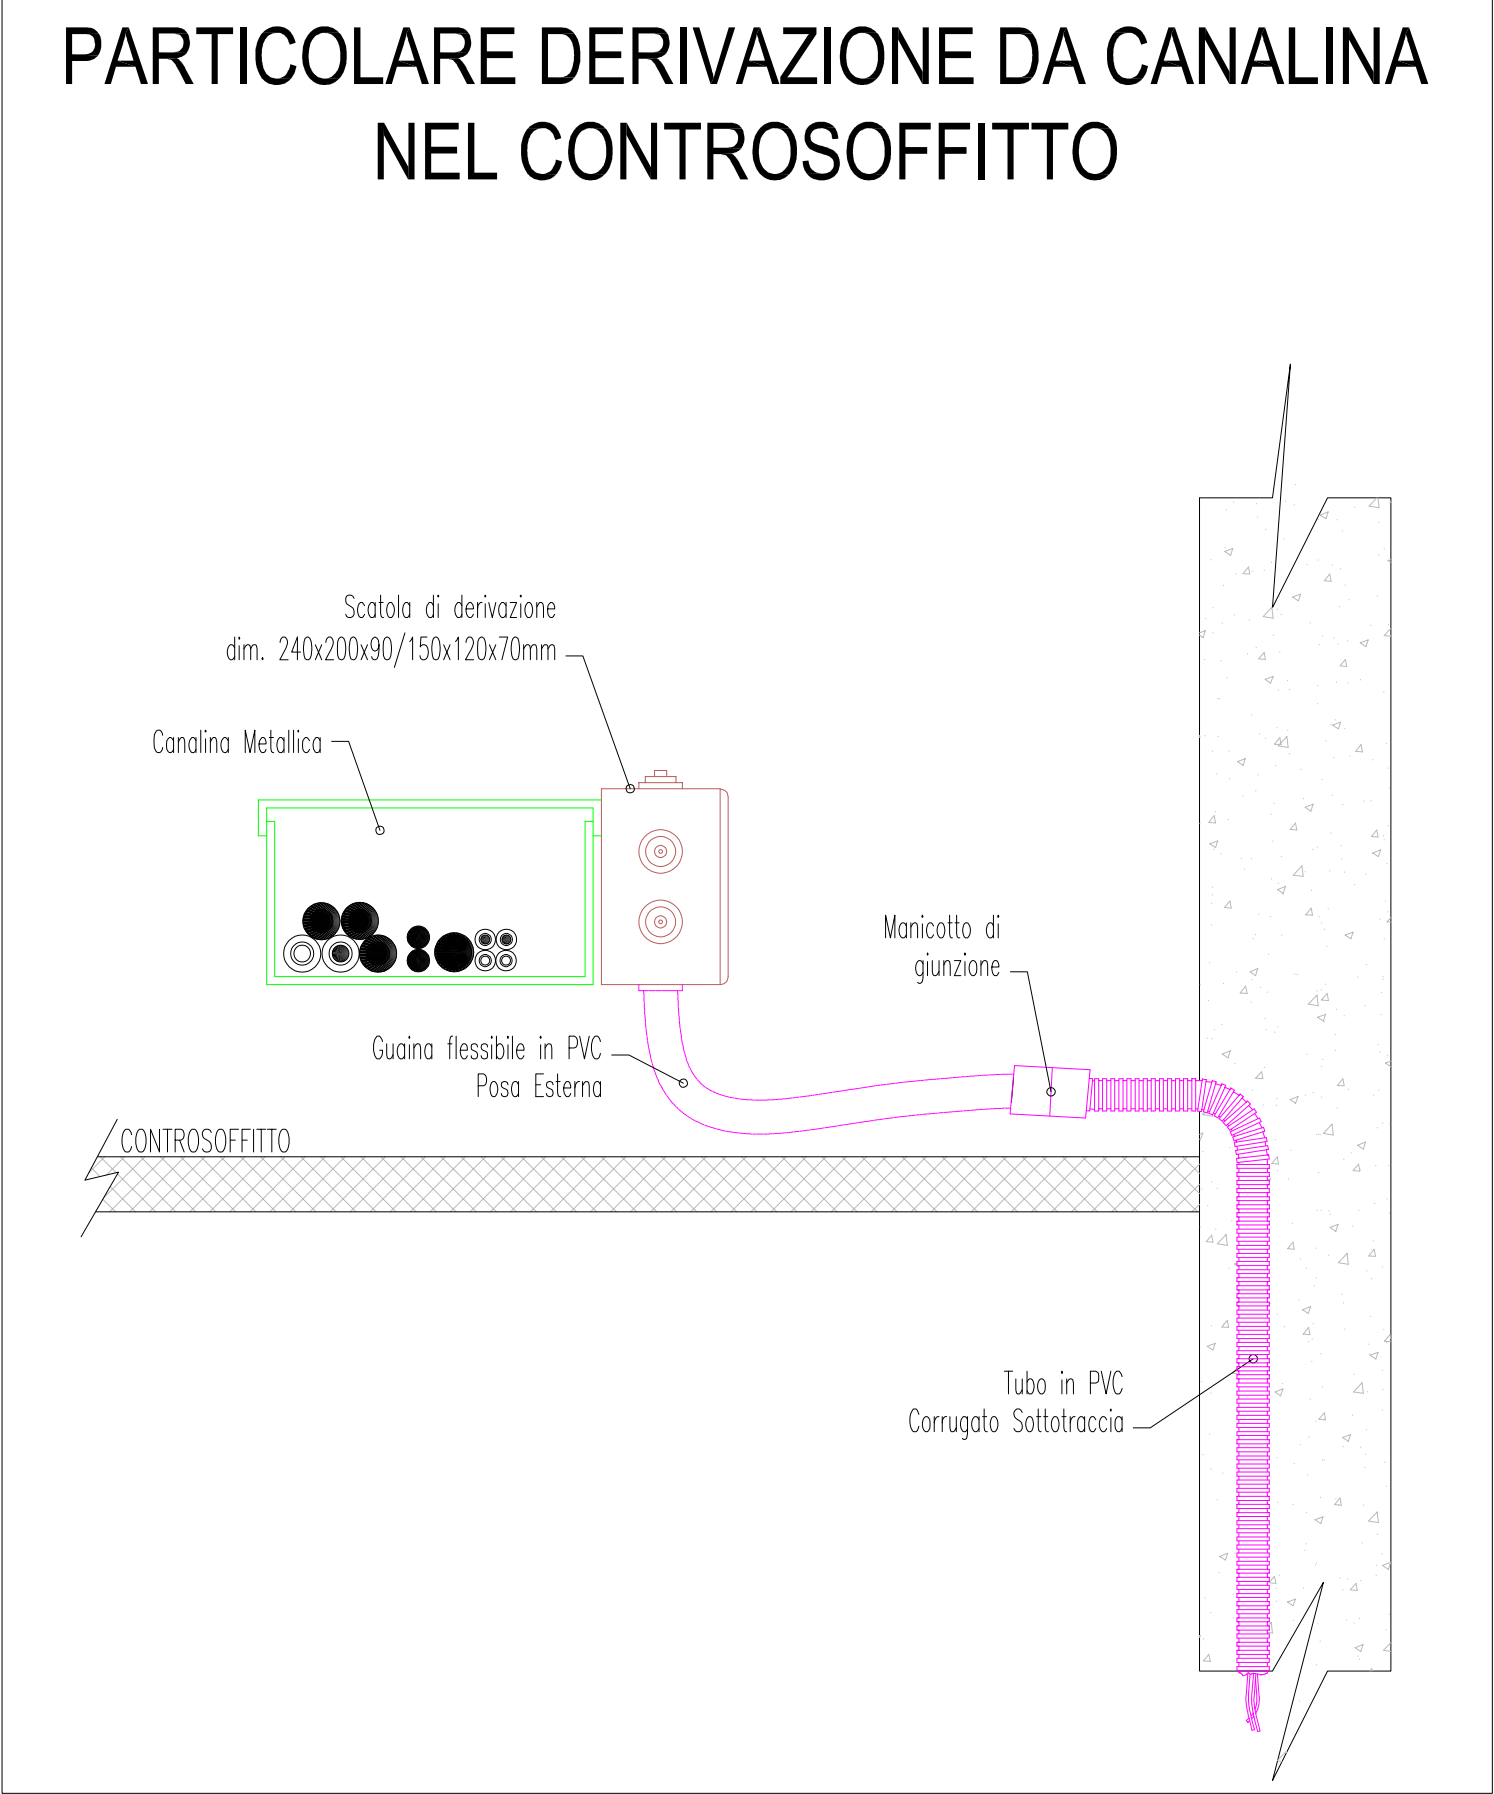 PARTICOLARE DERIVAZIONE DA CANALINA
NEL CONTROSOFFITTO
Scatola di derivazione
dim. 240x200x90/150x120x70mm
Canalina Metallica
Manicotto di
giunzione
Guaina flessibile in PVC
Posa Esterna
CONTROSOFFITTO
Tubo in PVC
Corrugato Sottotraccia